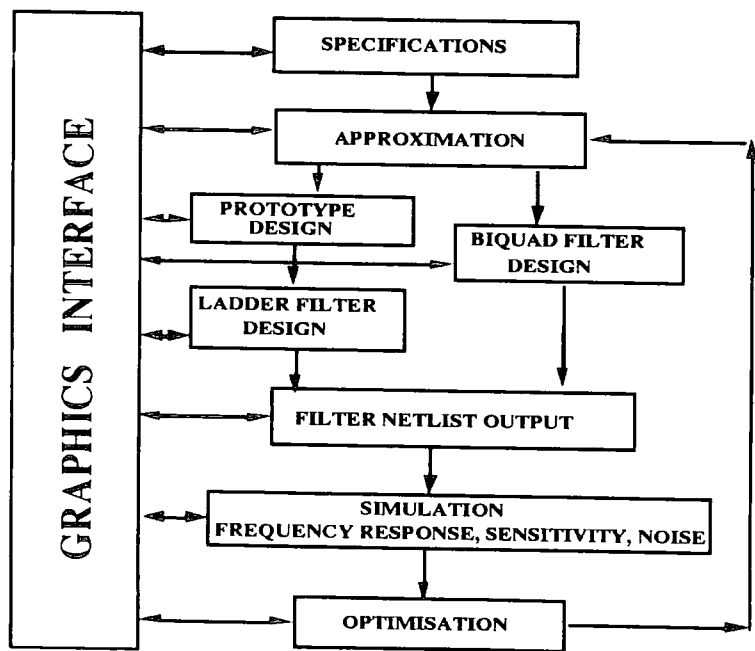 GRAPHICS INTERFACE
SPECIFICATIONS
APPROXIMATION
PROTOTYPE
DESIGN
BIQUAD FILTER
DESIGN
LADDER FILTER
DESIGN
FILTER NETLIST OUTPUT
SIMULATION
FREQUENCY RESPONSE, SENSITIVITY, NOISE
OPTIMISATION